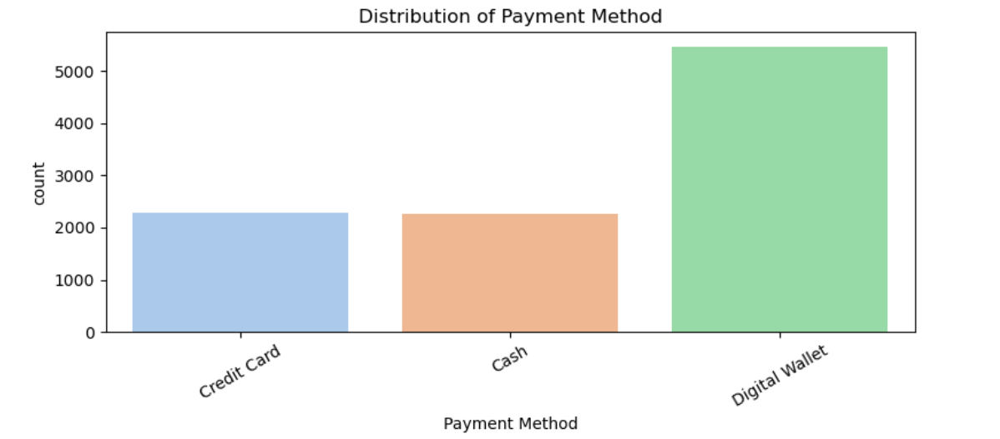 Distribution of Payment Method
5000
4000
3000
2000
1000
0
count
Credit Card
Cash
Digital Wallet
Payment Method